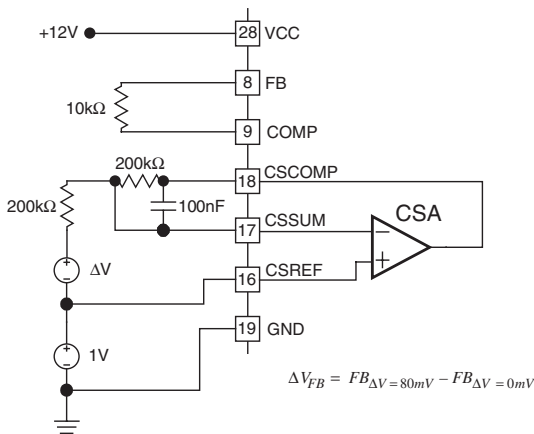 +12V
28 VCC
8 FB
10kΩ
9 COMP
200kΩ
18 CSCOMP
200kΩ
100nF
CSA
17 CSSUM
−
+
−
ΔV
16 CSREF
+
19 GND
+
−
1V
ΔV_FB = FB_ΔV=80mV − FB_ΔV=0mV